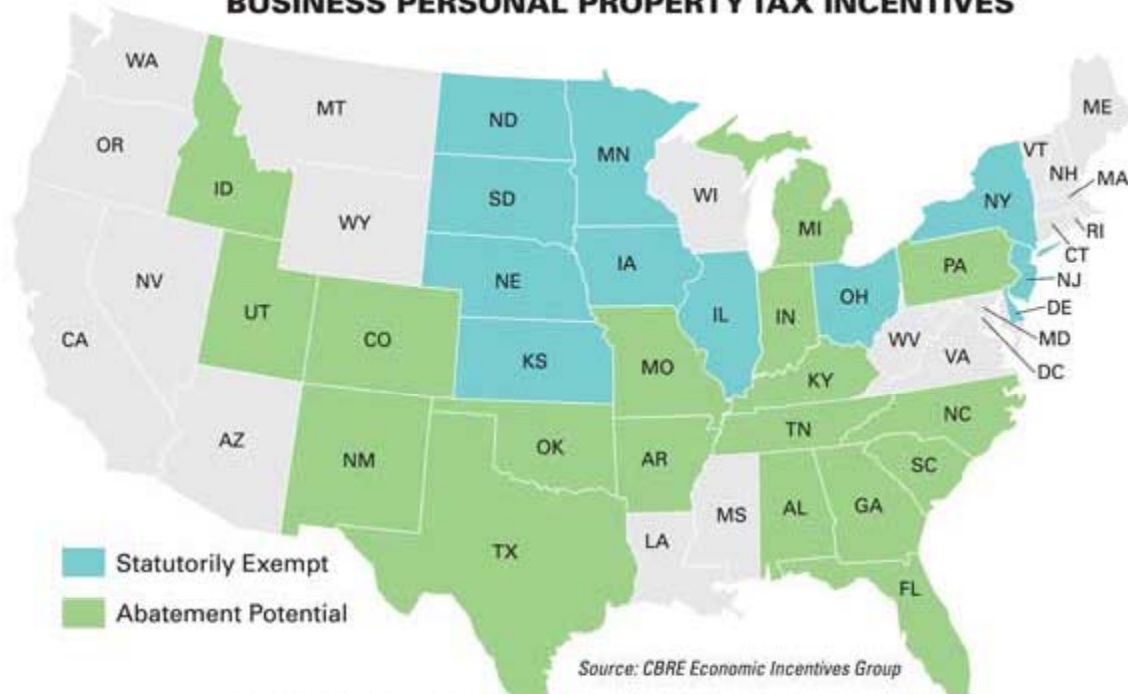 BUSINESS PERSONAL PROPERTY TAX INCENTIVES
WA
MT
ND
MN
ME
OR
ID
SD
WI
VT
NH
MA
WY
MI
NY
RI
CT
NV
NE
IA
PA
NJ
UT
CO
IL
IN
OH
DE
CA
KS
MO
WV
VA
MD
KY
DC
AZ
NM
OK
AR
TN
NC
SC
TX
LA
MS
AL
GA
FL
Statutorily Exempt
Abatement Potential
Source: CBRE Economic Incentives Group